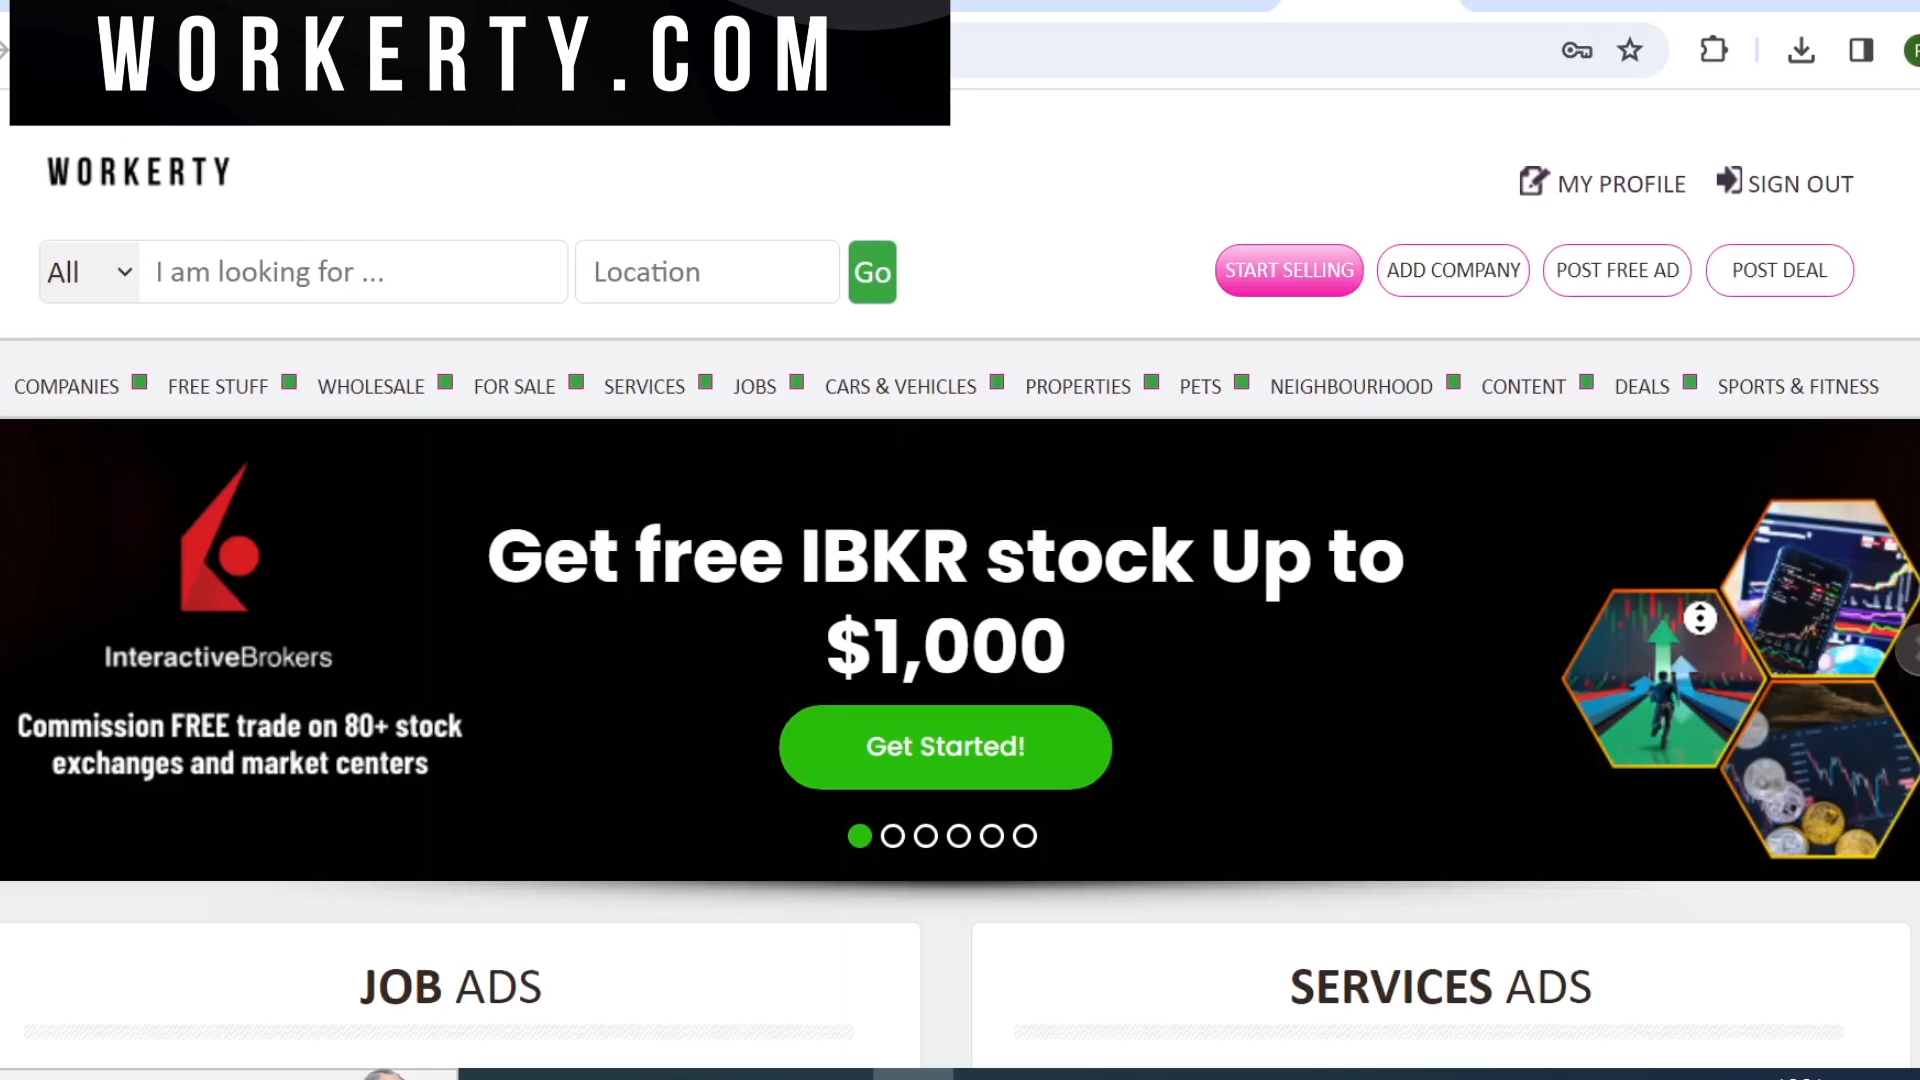 WORKERTY.COM
WORKERTY
MY PROFILE
SIGN OUT
All
I am looking for ...
Location
Go
START SELLING
ADD COMPANY
POST FREE AD
POST DEAL
COMPANIES
FREE STUFF
WHOLESALE
FOR SALE
SERVICES
JOBS
CARS & VEHICLES
PROPERTIES
PETS
NEIGHBOURHOOD
CONTENT
DEALS
SPORTS & FITNESS
InteractiveBrokers
Commission FREE trade on 80+ stock
exchanges and market centers
Get free IBKR stock Up to
$1,000
Get Started!
JOB ADS
SERVICES ADS